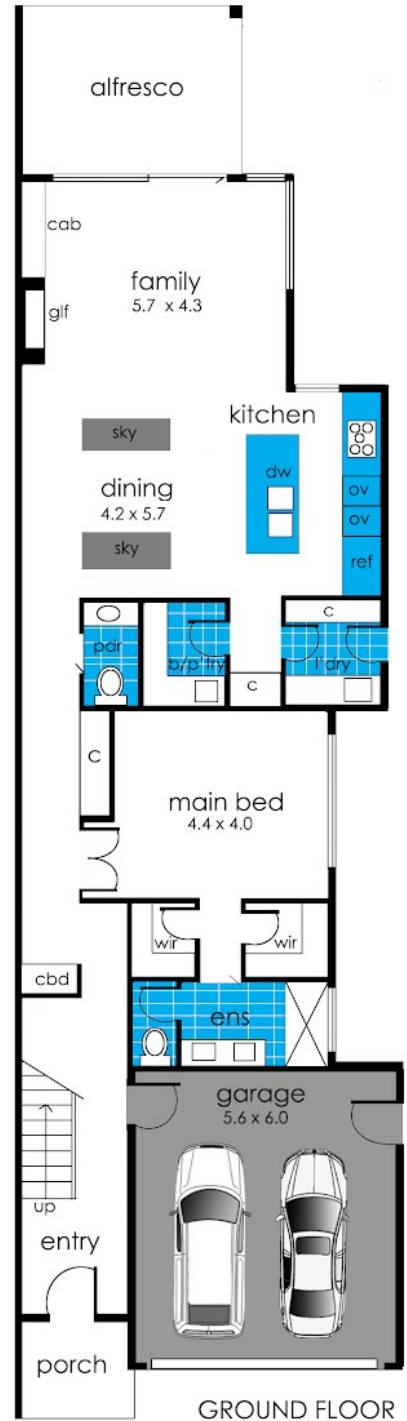 alfresco
cab
family
5.7 x 4.3
glf
kitchen
sky
dw
dining
ov
4.2 x 5.7
ov
sky
ref
c
pdr
b/p'try
l'dry
c
c
main bed
4.4 x 4.0
wir
wir
cbd
ens
garage
5.6 x 6.0
up
entry
porch
GROUND FLOOR